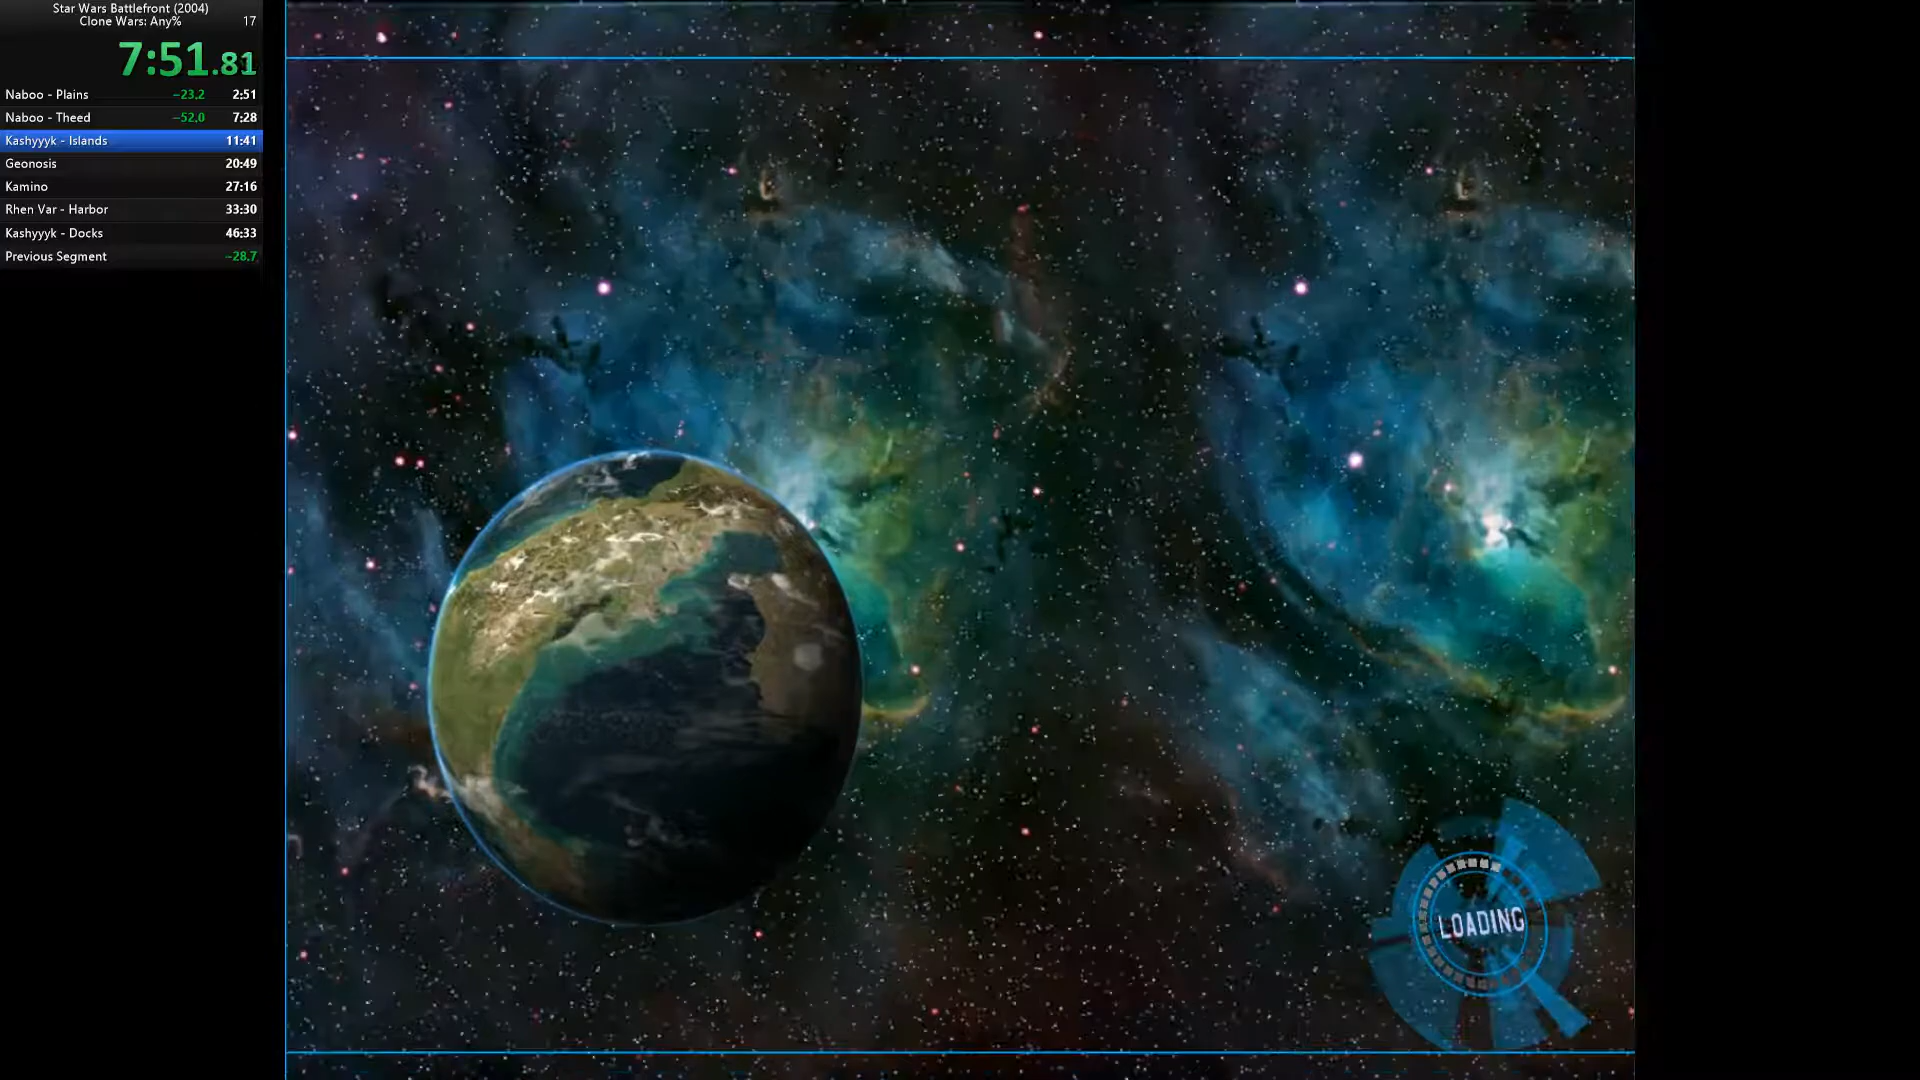 Star Wars Battlefront (2004)
Clone Wars: Any% 17
7:51.81
Naboo - Plains −23.2 2:51
Naboo - Theed −52.0 7:28
Kashyyyk - Islands 11:41
Geonosis 20:49
Kamino 27:16
Rhen Var - Harbor 33:30
Kashyyyk - Docks 46:33
Previous Segment −28.7
LOADING